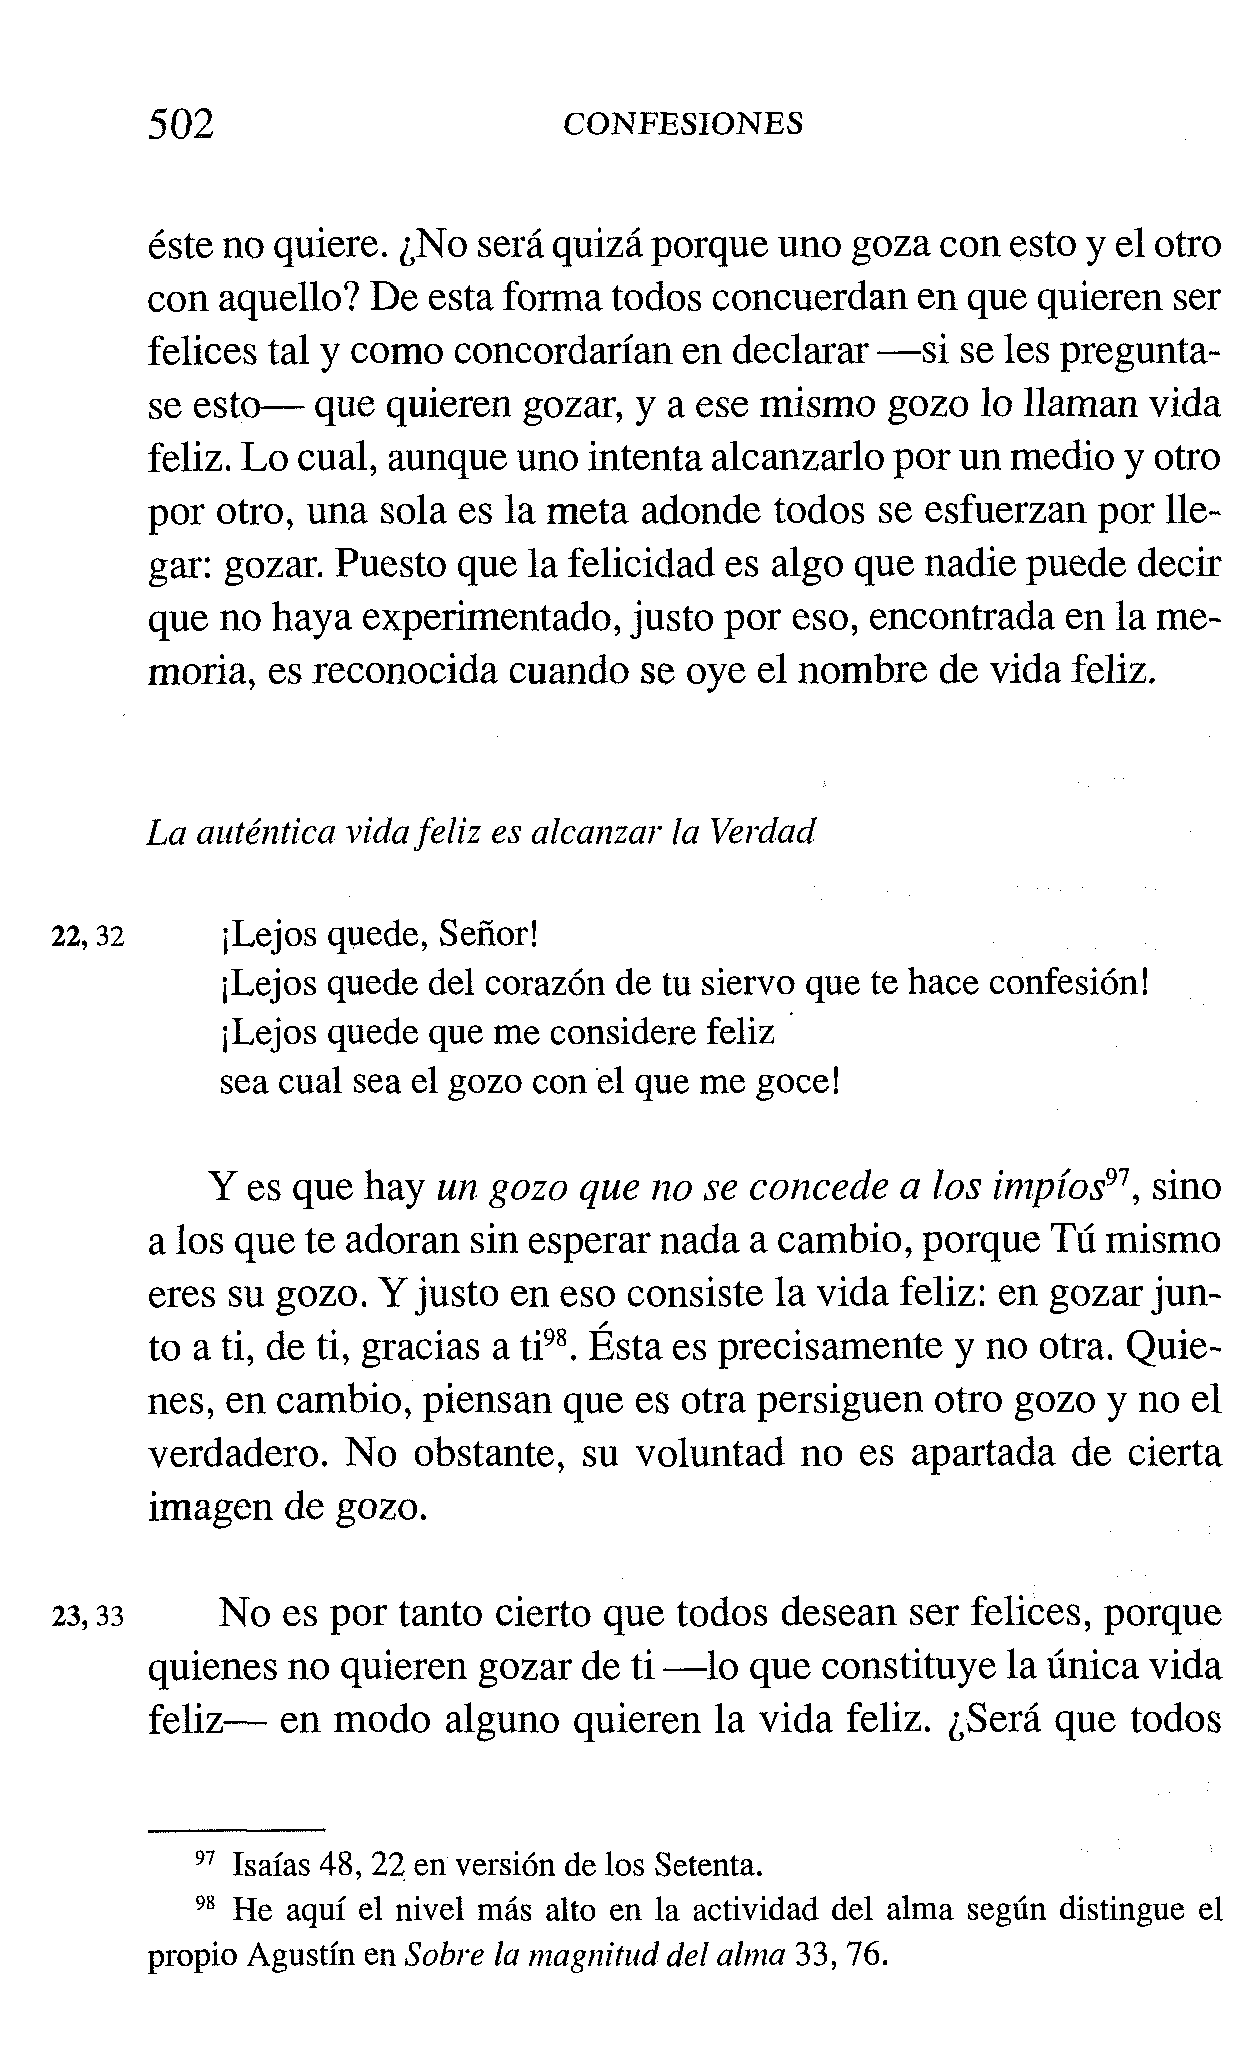 502 CONFESIONES
éste no quiere. ¿No será quizá porque uno goza con esto y el otro
con aquello? De esta forma todos concuerdan en que quieren ser
felices tal y como concordarían en declarar —si se les pregunta-
se esto— que quieren gozar, y a ese mismo gozo lo llaman vida
feliz. Lo cual, aunque uno intenta alcanzarlo por un medio y otro
por otro, una sola es la meta adonde todos se esfuerzan por lle-
gar: gozar. Puesto que la felicidad es algo que nadie puede decir
que no haya experimentado, justo por eso, encontrada en la me-
moria, es reconocida cuando se oye el nombre de vida feliz.
La auténtica vida feliz es alcanzar la Verdad
22, 32 ¡Lejos quede, Señor!
¡Lejos quede del corazón de tu siervo que te hace confesión!
¡Lejos quede que me considere feliz
sea cual sea el gozo con el que me goce!
Y es que hay un gozo que no se concede a los impíos⁹⁷, sino
a los que te adoran sin esperar nada a cambio, porque Tú mismo
eres su gozo. Y justo en eso consiste la vida feliz: en gozar jun-
to a ti, de ti, gracias a ti⁹⁸. Ésta es precisamente y no otra. Quie-
nes, en cambio, piensan que es otra persiguen otro gozo y no el
verdadero. No obstante, su voluntad no es apartada de cierta
imagen de gozo.
23, 33 No es por tanto cierto que todos desean ser felices, porque
quienes no quieren gozar de ti —lo que constituye la única vida
feliz— en modo alguno quieren la vida feliz. ¿Será que todos
⁹⁷ Isaías 48, 22 en versión de los Setenta.
⁹⁸ He aquí el nivel más alto en la actividad del alma según distingue el
propio Agustín en Sobre la magnitud del alma 33, 76.